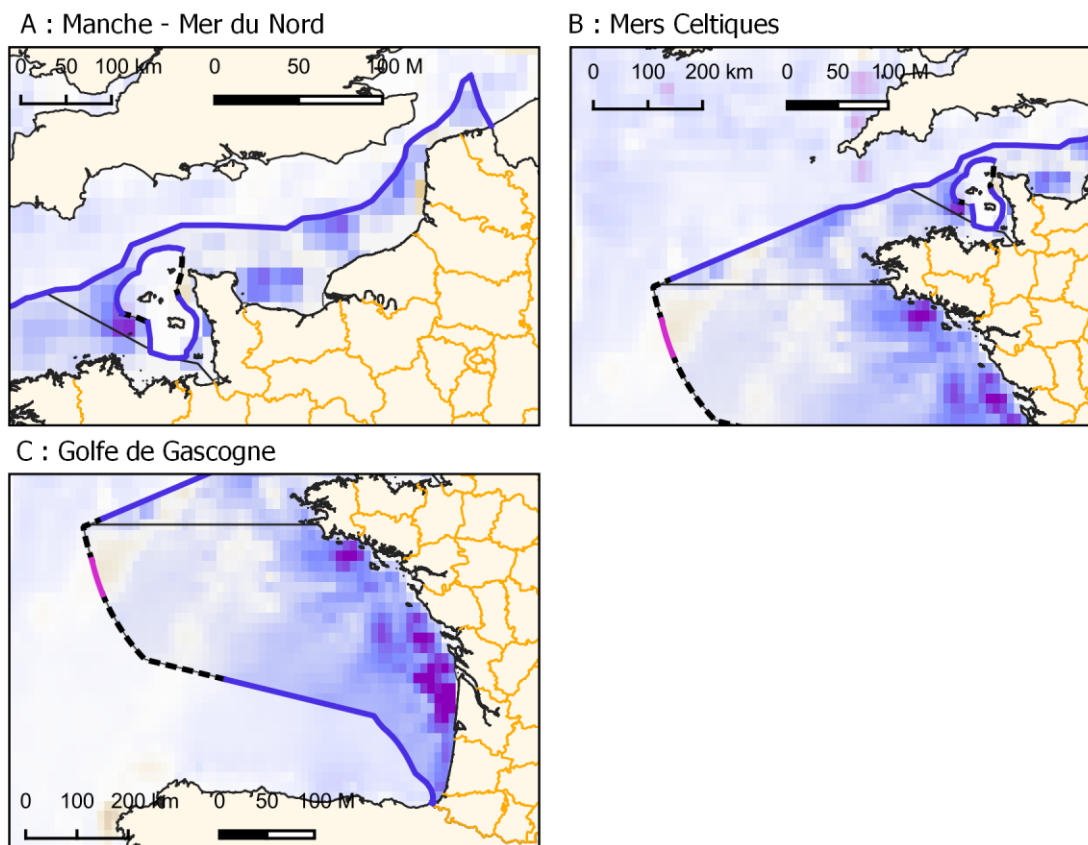 A : Manche - Mer du Nord
0 50 100 km 0 50 100 M
B : Mers Celtiques
0 100 200 km 0 50 100 M
C : Golfe de Gascogne
0 100 200 km 0 50 100 M